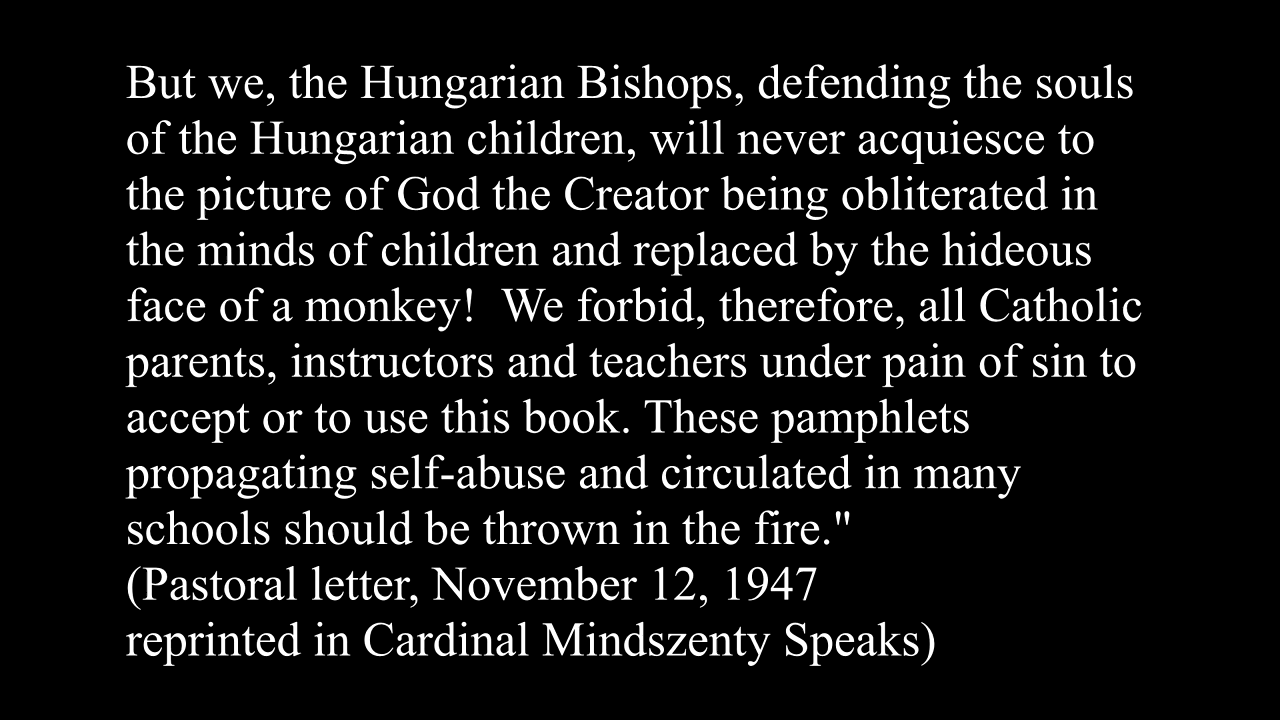 But we, the Hungarian Bishops, defending the souls
of the Hungarian children, will never acquiesce to
the picture of God the Creator being obliterated in
the minds of children and replaced by the hideous
face of a monkey!  We forbid, therefore, all Catholic
parents, instructors and teachers under pain of sin to
accept or to use this book. These pamphlets
propagating self-abuse and circulated in many
schools should be thrown in the fire."
(Pastoral letter, November 12, 1947
reprinted in Cardinal Mindszenty Speaks)